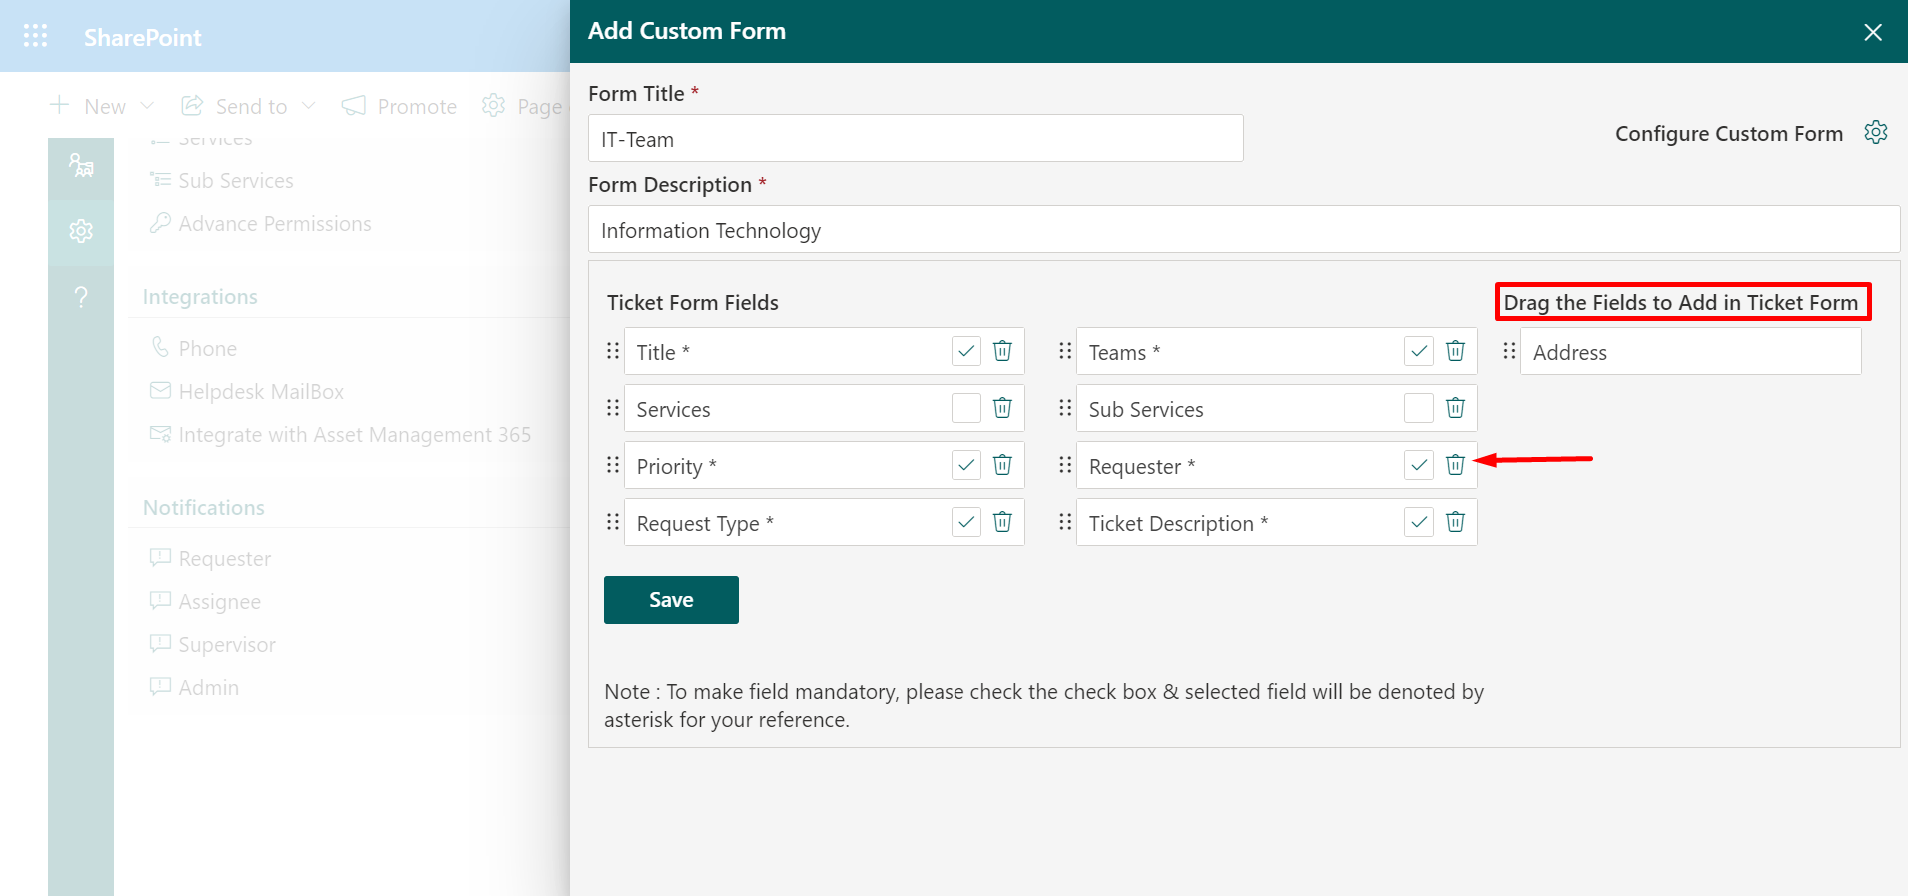 SharePoint
New
Send to
Promote
Page
Services
Sub Services
Advance Permissions
Integrations
Phone
Helpdesk MailBox
Integrate with Asset Management 365
Notifications
Requester
Assignee
Supervisor
Admin
Add Custom Form
Form Title *
IT-Team
Configure Custom Form
Form Description *
Information Technology
Ticket Form Fields
Drag the Fields to Add in Ticket Form
Title *
Teams *
Address
Services
Sub Services
Priority *
Requester *
Request Type *
Ticket Description *
Save
Note : To make field mandatory, please check the check box & selected field will be denoted by
asterisk for your reference.